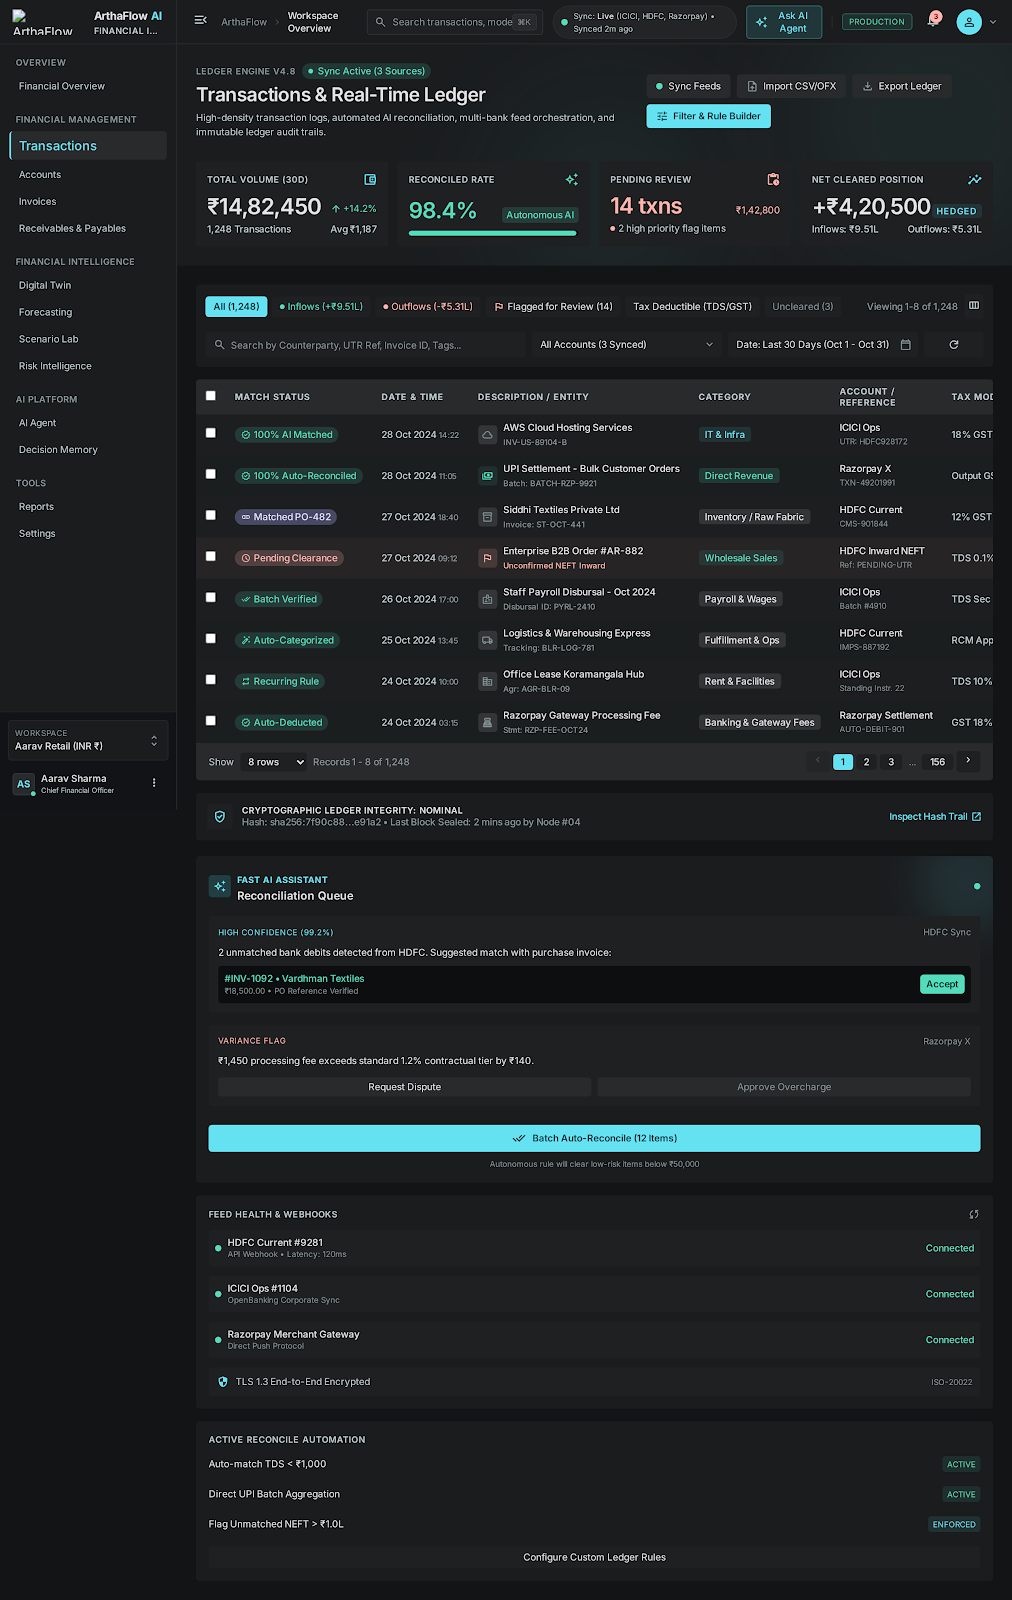 ArthaFlow
ArthaFlow AI
FINANCIAL I...
ArthaFlow
Workspace Overview
Search transactions, mode
⌘K
Sync: Live (ICICI, HDFC, Razorpay) •
Synced 2m ago
Ask AI Agent
PRODUCTION
3
OVERVIEW
Financial Overview
FINANCIAL MANAGEMENT
Transactions
Accounts
Invoices
Receivables & Payables
FINANCIAL INTELLIGENCE
Digital Twin
Forecasting
Scenario Lab
Risk Intelligence
AI PLATFORM
AI Agent
Decision Memory
TOOLS
Reports
Settings
WORKSPACE
Aarav Retail (INR ₹)
AS
Aarav Sharma
Chief Financial Officer
LEDGER ENGINE V4.8
Sync Active (3 Sources)
Transactions & Real-Time Ledger
High-density transaction logs, automated AI reconciliation, multi-bank feed orchestration, and
immutable ledger audit trails.
Sync Feeds
Import CSV/OFX
Export Ledger
Filter & Rule Builder
TOTAL VOLUME (30D)
₹14,82,450
+14.2%
1,248 Transactions
Avg ₹1,187
RECONCILED RATE
98.4%
Autonomous AI
PENDING REVIEW
14 txns
₹1,42,800
2 high priority flag items
NET CLEARED POSITION
+₹4,20,500
HEDGED
Inflows: ₹9.51L
Outflows: ₹5.31L
All (1,248)
Inflows (+₹9.51L)
Outflows (-₹5.31L)
Flagged for Review (14)
Tax Deductible (TDS/GST)
Uncleared (3)
Viewing 1-8 of 1,248
Search by Counterparty, UTR Ref, Invoice ID, Tags...
All Accounts (3 Synced)
Date: Last 30 Days (Oct 1 - Oct 31)
MATCH STATUS
DATE & TIME
DESCRIPTION / ENTITY
CATEGORY
ACCOUNT / REFERENCE
TAX MOD
100% AI Matched
28 Oct 2024 14:22
AWS Cloud Hosting Services
INV-US-89104-B
IT & Infra
ICICI Ops
UTR: HDFC928172
18% GST
100% Auto-Reconciled
28 Oct 2024 11:05
UPI Settlement - Bulk Customer Orders
Batch: BATCH-RZP-9921
Direct Revenue
Razorpay X
TXN-49201991
Output GS
Matched PO-482
27 Oct 2024 18:40
Siddhi Textiles Private Ltd
Invoice: ST-OCT-441
Inventory / Raw Fabric
HDFC Current
CMS-901844
12% GST
Pending Clearance
27 Oct 2024 09:12
Enterprise B2B Order #AR-882
Unconfirmed NEFT Inward
Wholesale Sales
HDFC Inward NEFT
Ref: PENDING-UTR
TDS 0.1%
Batch Verified
26 Oct 2024 17:00
Staff Payroll Disbursal - Oct 2024
Disbursal ID: PYRL-2410
Payroll & Wages
ICICI Ops
Batch #4910
TDS Sec
Auto-Categorized
25 Oct 2024 13:45
Logistics & Warehousing Express
Tracking: BLR-LOG-781
Fulfillment & Ops
HDFC Current
IMPS-887192
RCM App
Recurring Rule
24 Oct 2024 10:00
Office Lease Koramangala Hub
Agr: AGR-BLR-09
Rent & Facilities
ICICI Ops
Standing Instr. 22
TDS 10%
Auto-Deducted
24 Oct 2024 03:15
Razorpay Gateway Processing Fee
Stmt: RZP-FEE-OCT24
Banking & Gateway Fees
Razorpay Settlement
AUTO-DEBIT-901
GST 18%
Show
8 rows
Records 1 - 8 of 1,248
1
2
3
...
156
CRYPTOGRAPHIC LEDGER INTEGRITY: NOMINAL
Hash: sha256:7f90c88...e91a2 • Last Block Sealed: 2 mins ago by Node #04
Inspect Hash Trail
FAST AI ASSISTANT
Reconciliation Queue
HIGH CONFIDENCE (99.2%)
HDFC Sync
2 unmatched bank debits detected from HDFC. Suggested match with purchase invoice:
#INV-1092 • Vardhman Textiles
₹18,500.00 • PO Reference Verified
Accept
VARIANCE FLAG
Razorpay X
₹1,450 processing fee exceeds standard 1.2% contractual tier by ₹140.
Request Dispute
Approve Overcharge
Batch Auto-Reconcile (12 Items)
Autonomous rule will clear low-risk items below ₹50,000
FEED HEALTH & WEBHOOKS
HDFC Current #9281
API Webhook • Latency: 120ms
Connected
ICICI Ops #1104
OpenBanking Corporate Sync
Connected
Razorpay Merchant Gateway
Direct Push Protocol
Connected
TLS 1.3 End-to-End Encrypted
ISO-20022
ACTIVE RECONCILE AUTOMATION
Auto-match TDS < ₹1,000
ACTIVE
Direct UPI Batch Aggregation
ACTIVE
Flag Unmatched NEFT > ₹1.0L
ENFORCED
Configure Custom Ledger Rules